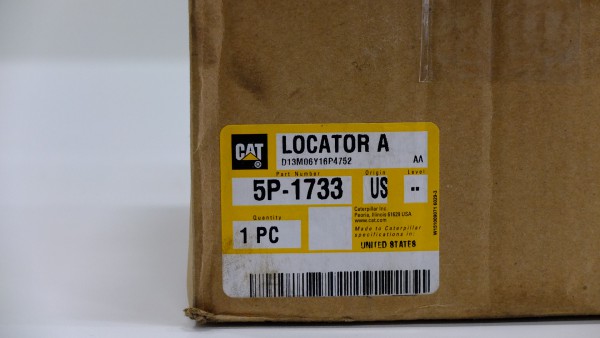 CAT
®
LOCATOR A
D13M06Y16P4752 AA
Part Number Origin Level
5P-1733 US --
Caterpillar Inc.
Peoria, Illinois 61629 USA
www.cat.com
Quantity
1 PC
Made to Caterpillar
specifications in:
UNITED STATES